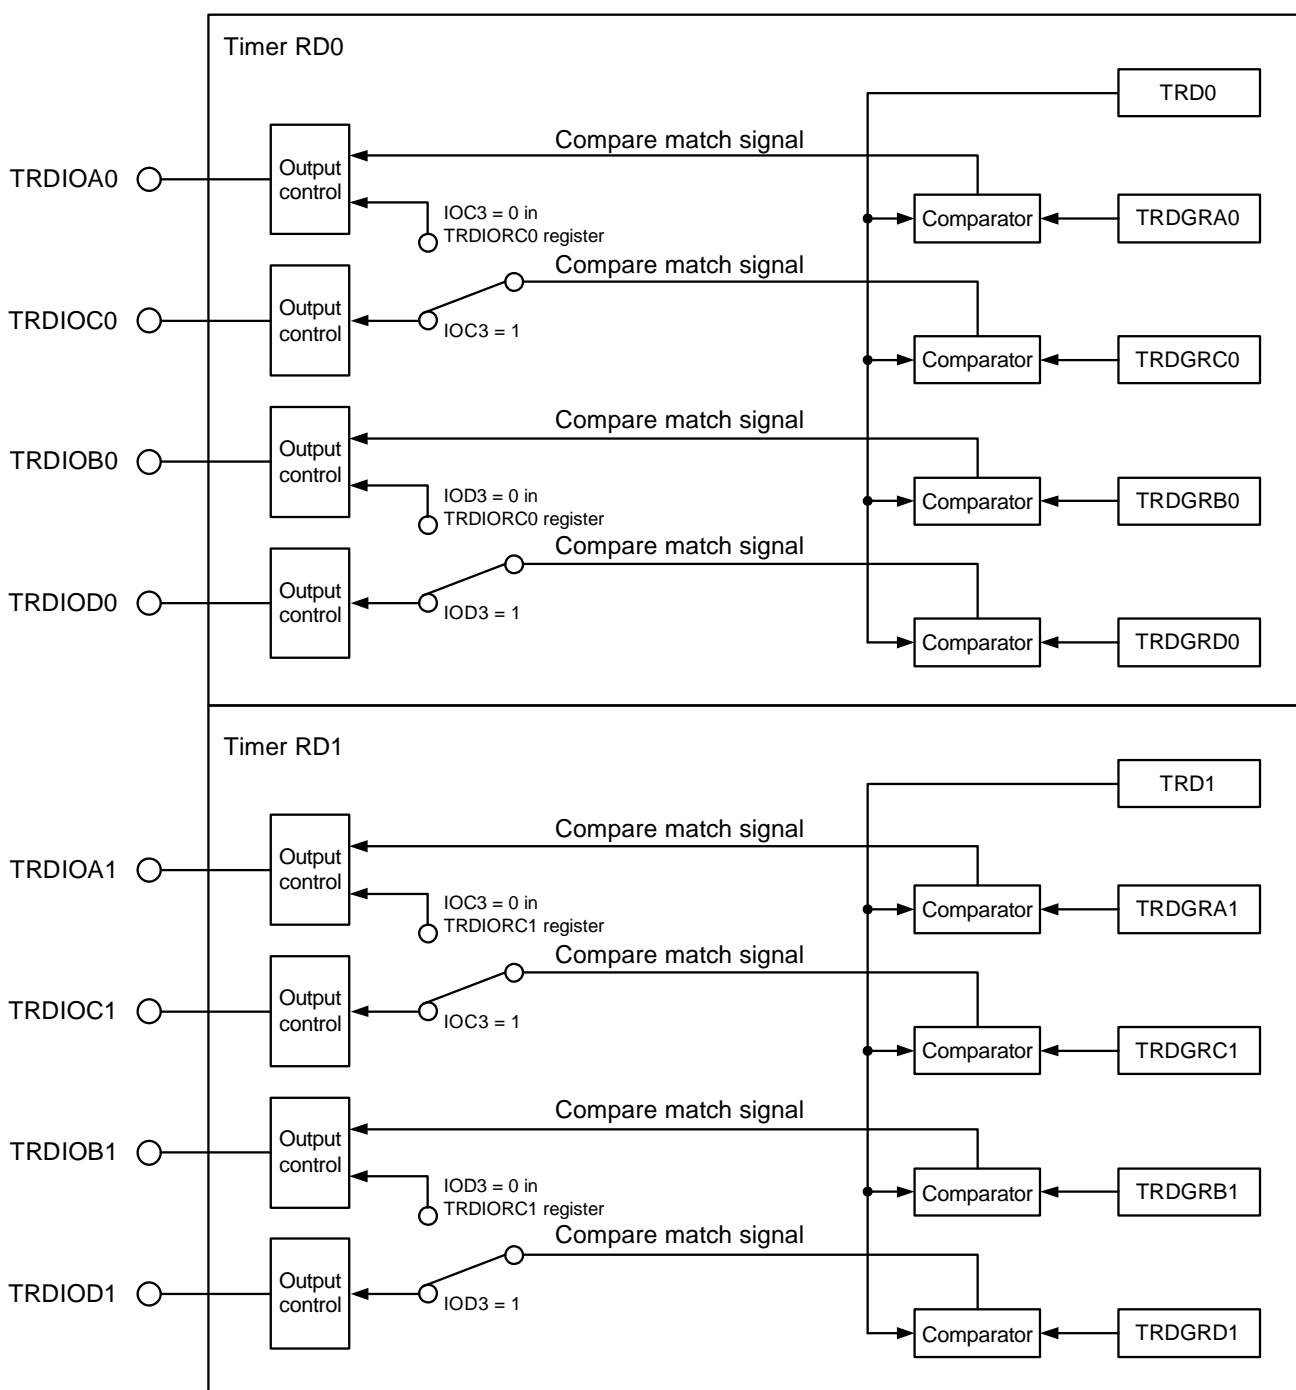 Timer RD0
TRD0
Compare match signal
TRDIOA0
Output
control
Comparator
TRDGRA0
IOC3 = 0 in
TRDIORC0 register
Compare match signal
TRDIOC0
Output
control
IOC3 = 1
Comparator
TRDGRC0
Compare match signal
TRDIOB0
Output
control
Comparator
TRDGRB0
IOD3 = 0 in
TRDIORC0 register
Compare match signal
TRDIOD0
Output
control
IOD3 = 1
Comparator
TRDGRD0
Timer RD1
TRD1
Compare match signal
TRDIOA1
Output
control
Comparator
TRDGRA1
IOC3 = 0 in
TRDIORC1 register
Compare match signal
TRDIOC1
Output
control
IOC3 = 1
Comparator
TRDGRC1
Compare match signal
TRDIOB1
Output
control
Comparator
TRDGRB1
IOD3 = 0 in
TRDIORC1 register
Compare match signal
TRDIOD1
Output
control
IOD3 = 1
Comparator
TRDGRD1